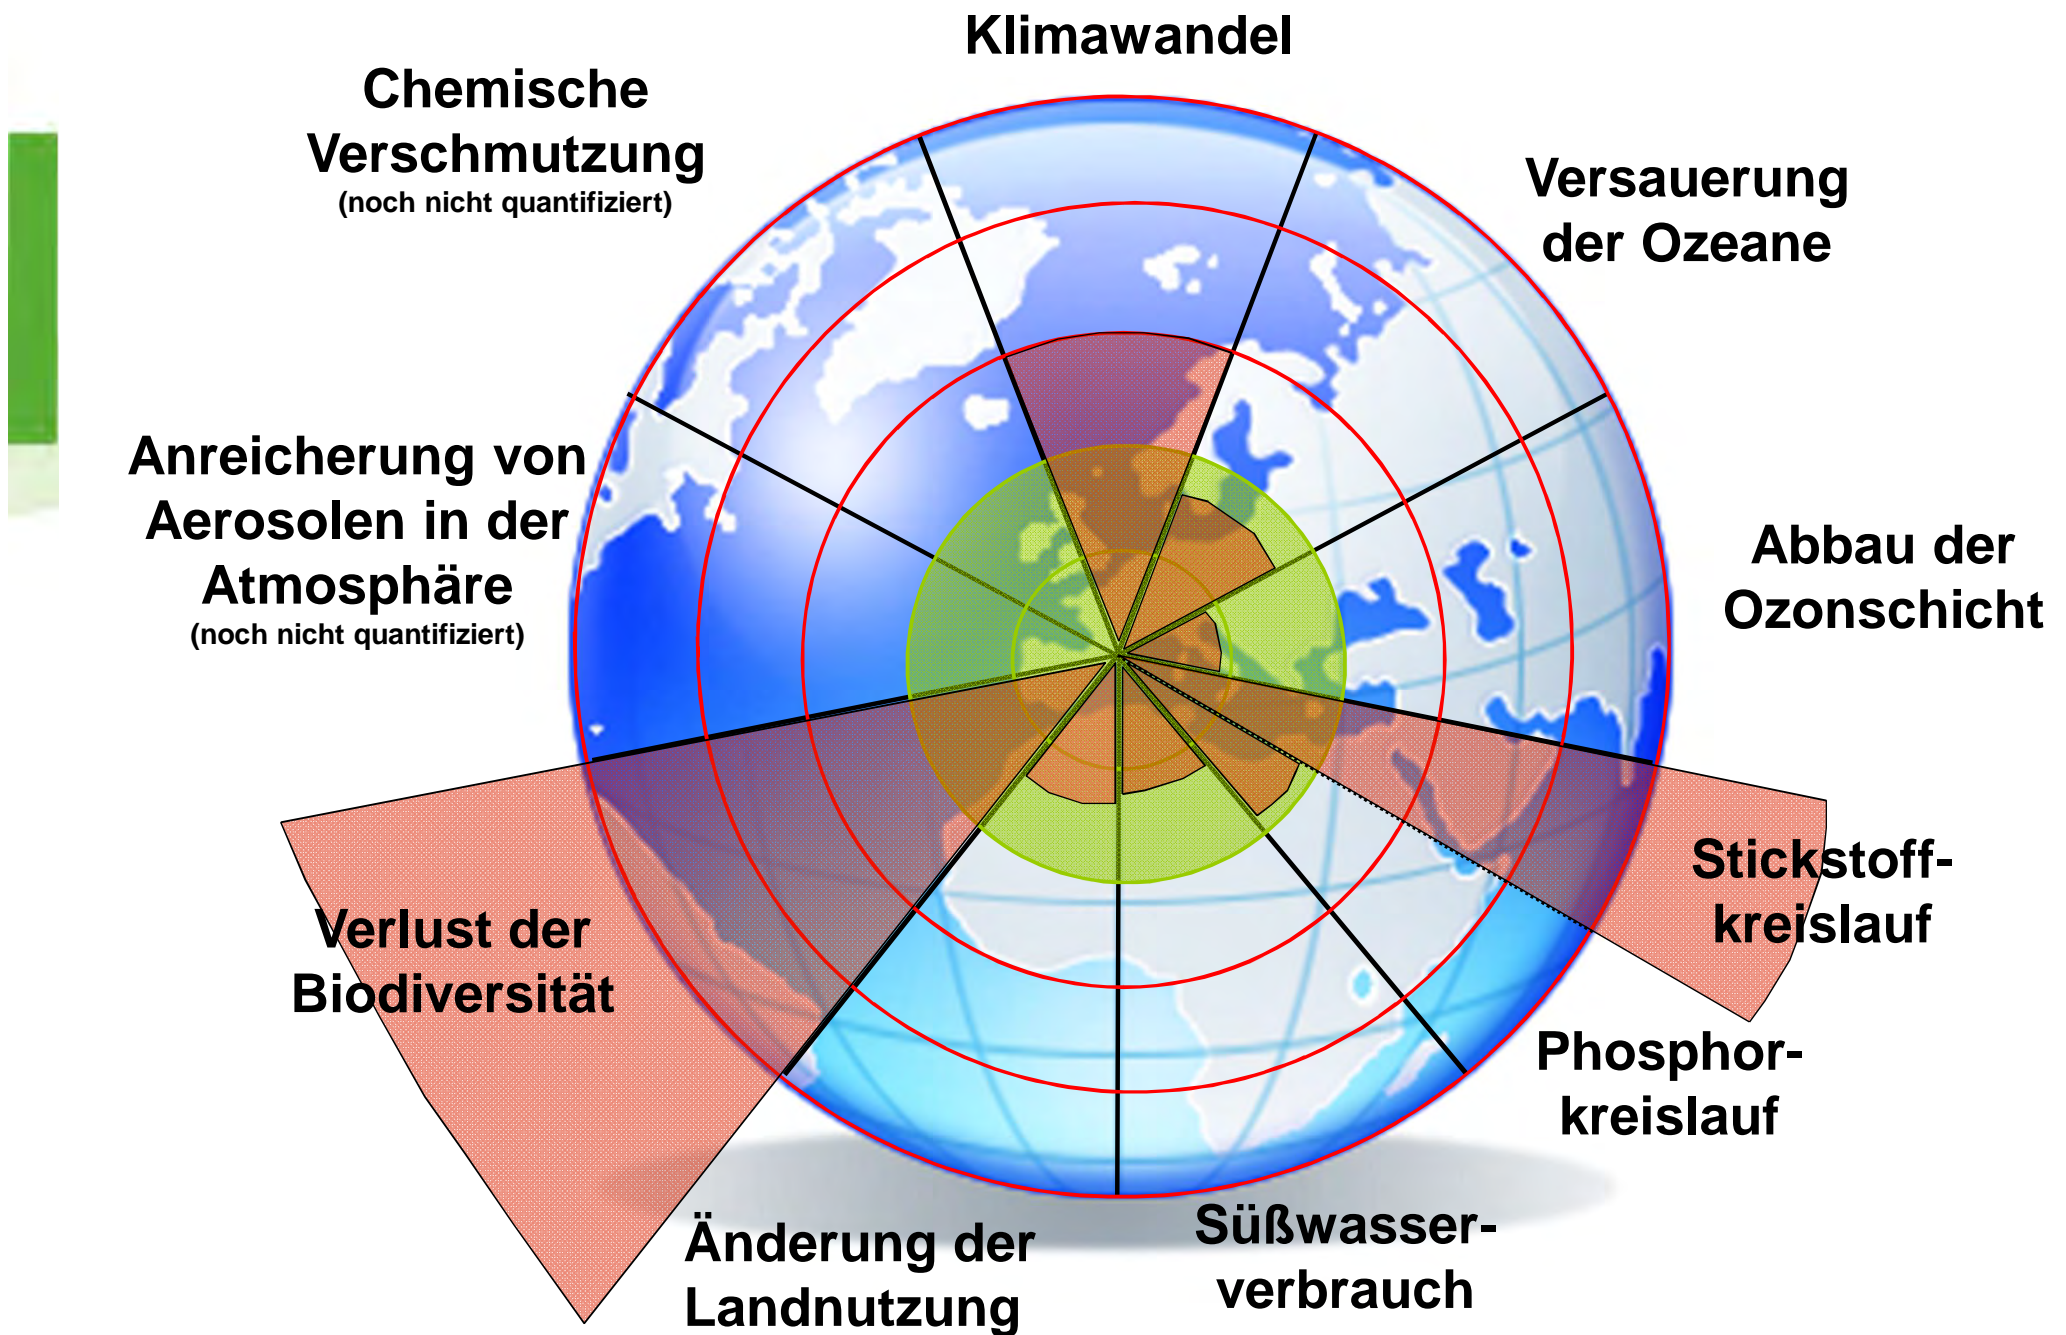 Klimawandel
Chemische
Verschmutzung
(noch nicht quantifiziert)
Versauerung
der Ozeane
Anreicherung von
Aerosolen in der
Atmosphäre
(noch nicht quantifiziert)
Abbau der
Ozonschicht
Stickstoff-
kreislauf
Verlust der
Biodiversität
Phosphor-
kreislauf
Änderung der
Landnutzung
Süßwasser-
verbrauch